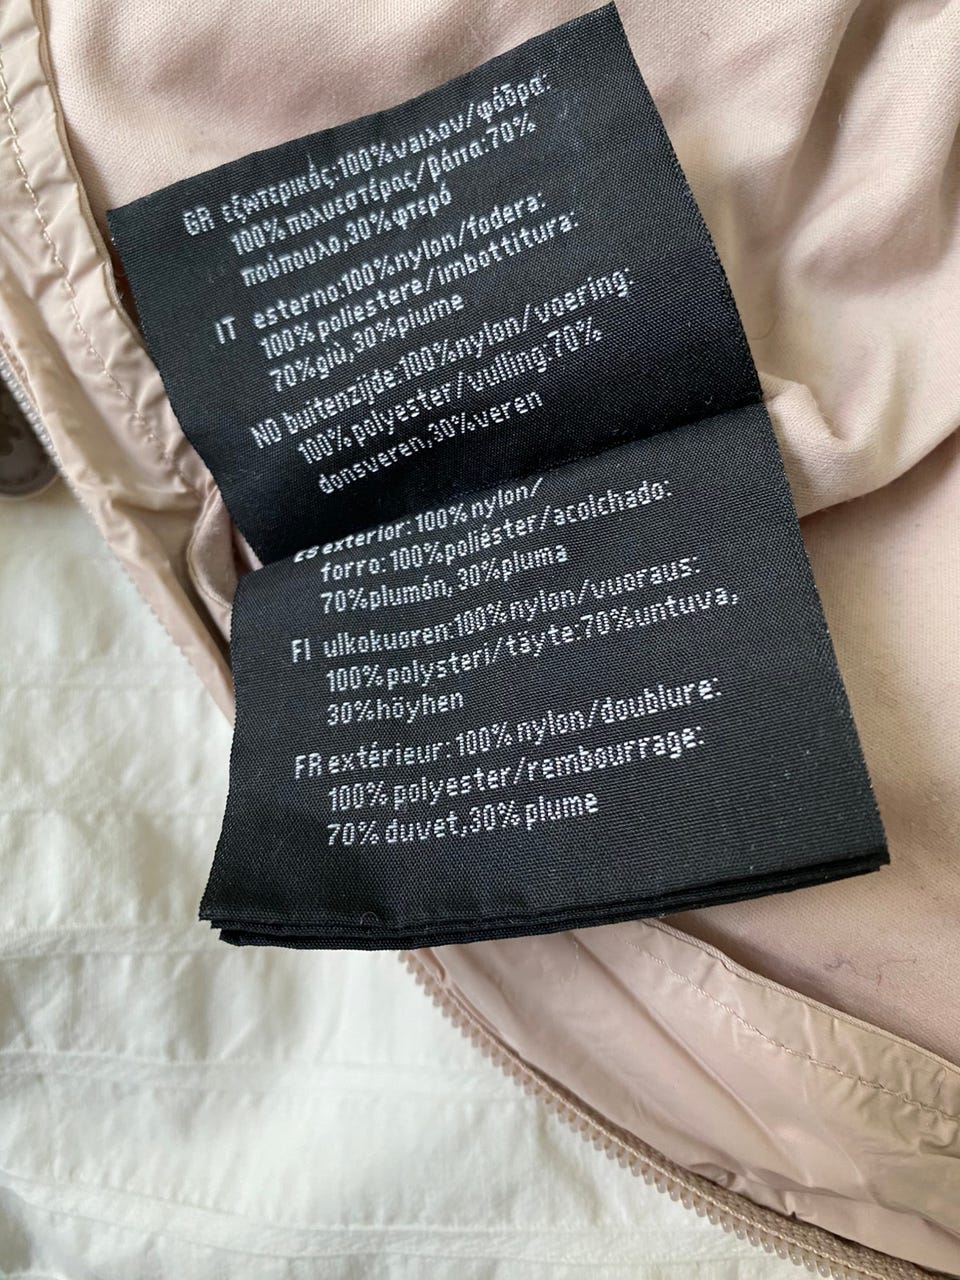 GR εξωτερικός:100%ναιλον/φόδρα:
100%πολυεστέρας/ράπα:70%
πούπουλο,30%φτερό
IT esterno:100%nylon/fodera:
100%poliestere/imbottitura:
70%giù,30%piume
NO buitenzijde:100%nylon/voering:
100%polyester/vulling:70%
donsveren,30%veren
ES exterior:100%nylon/
forro:100%poliéster/acolchado:
70%plumón,30%pluma
FI ulkokuoren:100%nylon/vuoraus:
100%polysteri/täyte:70%untuva,
30%höyhen
FR extérieur:100%nylon/doublure:
100%polyester/rembourrage:
70%duvet,30%plume